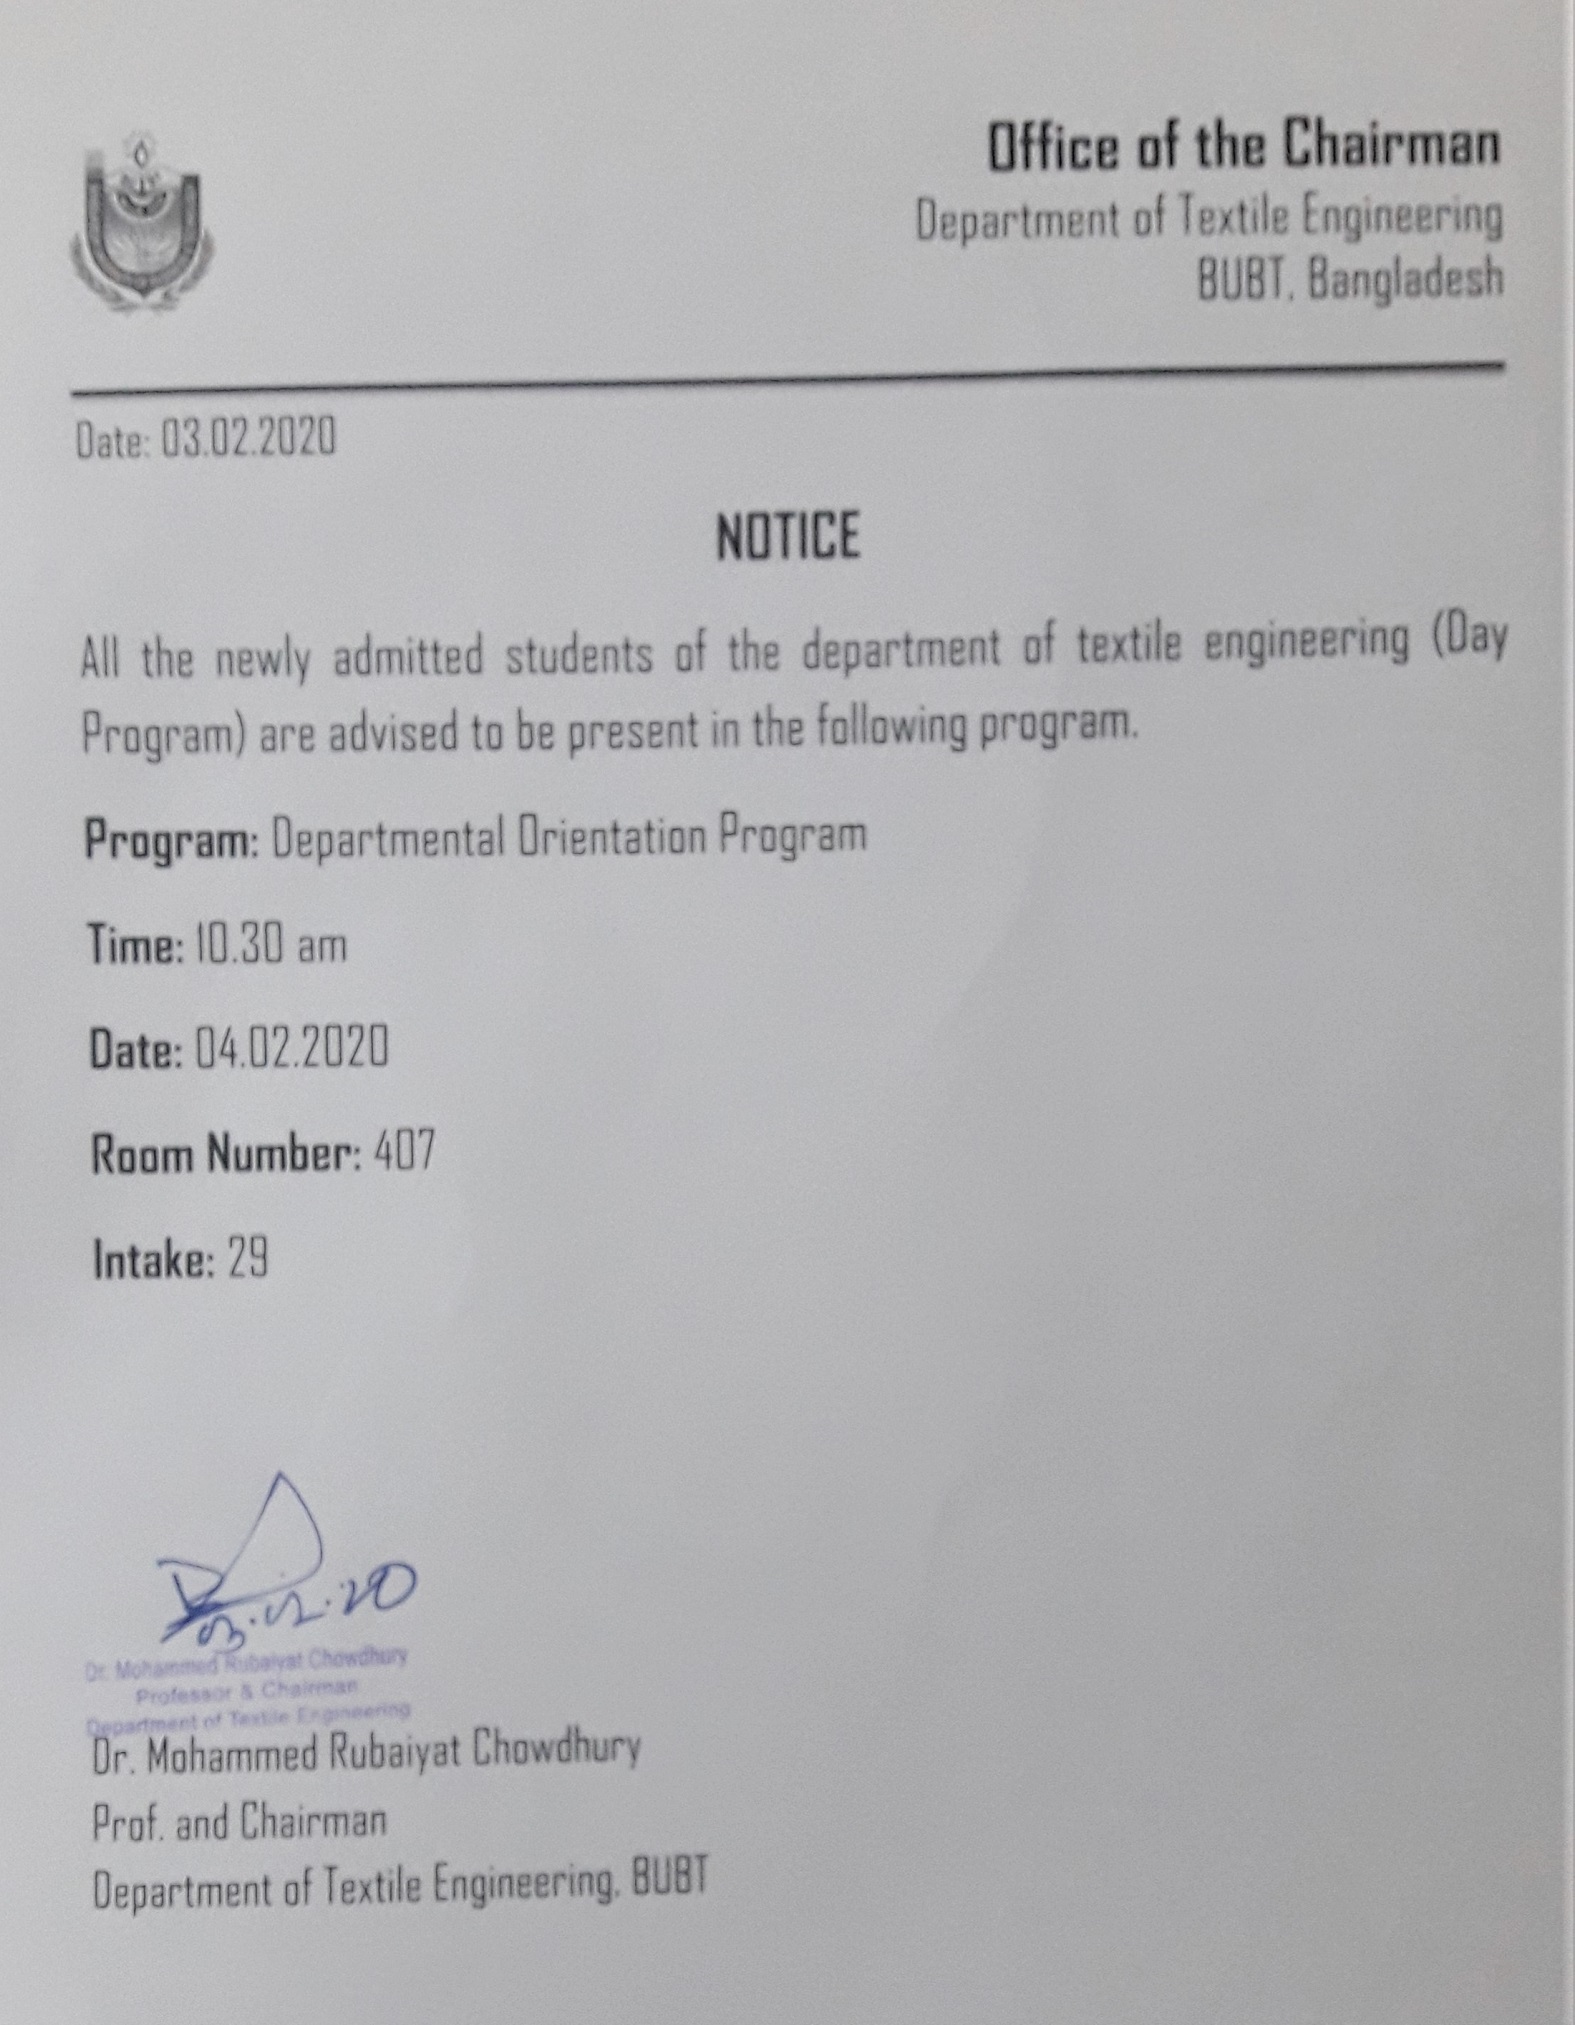 Office of the Chairman
Department of Textile Engineering
BUBT, Bangladesh
Date: 03.02.2020
NOTICE
All the newly admitted students of the department of textile engineering (Day
Program) are advised to be present in the following program.
Program: Departmental Orientation Program
Time: 10.30 am
Date: 04.02.2020
Room Number: 407
Intake: 29
03.02.20
Dr. Mohammed Rubaiyat Chowdhury
Professor & Chairman
Department of Textile Engineering
Dr. Mohammed Rubaiyat Chowdhury
Prof. and Chairman
Department of Textile Engineering, BUBT